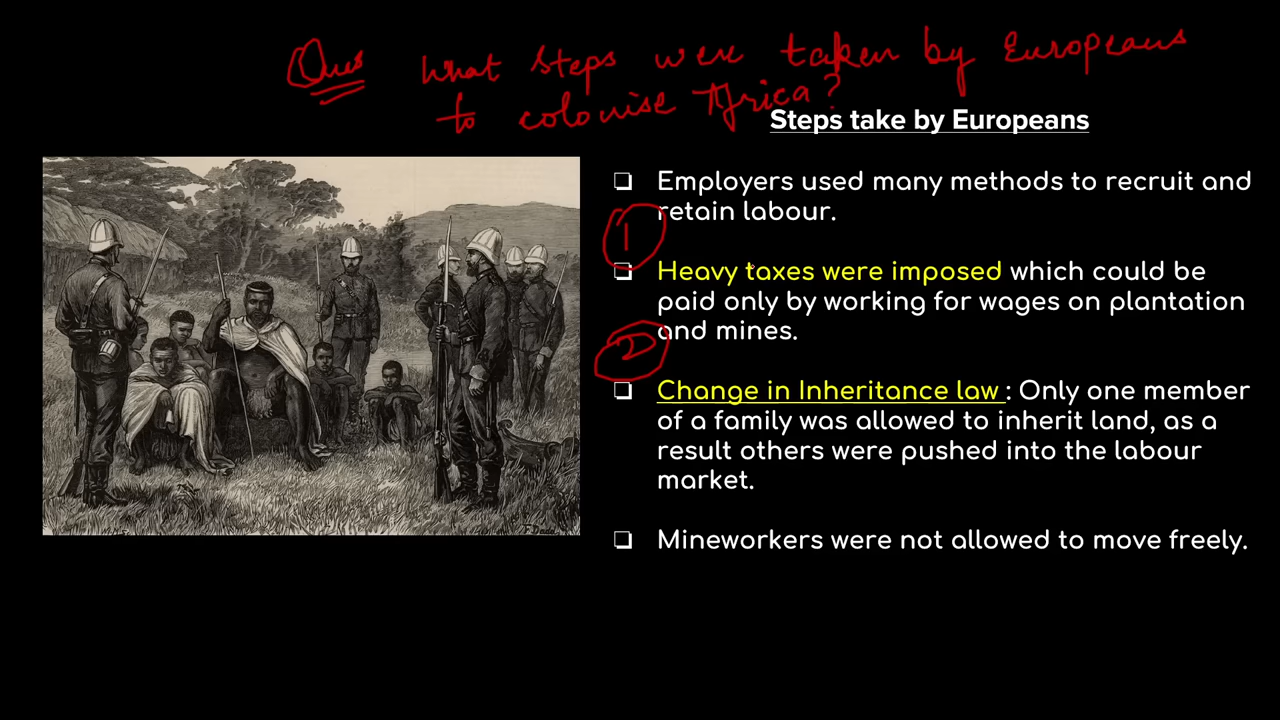 Ques What steps were taken by Europeans
to colonise Africa?
Steps take by Europeans
❏ Employers used many methods to recruit and
retain labour.
1
❏ Heavy taxes were imposed which could be
paid only by working for wages on plantation
and mines.
2
❏ Change in Inheritance law : Only one member
of a family was allowed to inherit land, as a
result others were pushed into the labour
market.
❏ Mineworkers were not allowed to move freely.